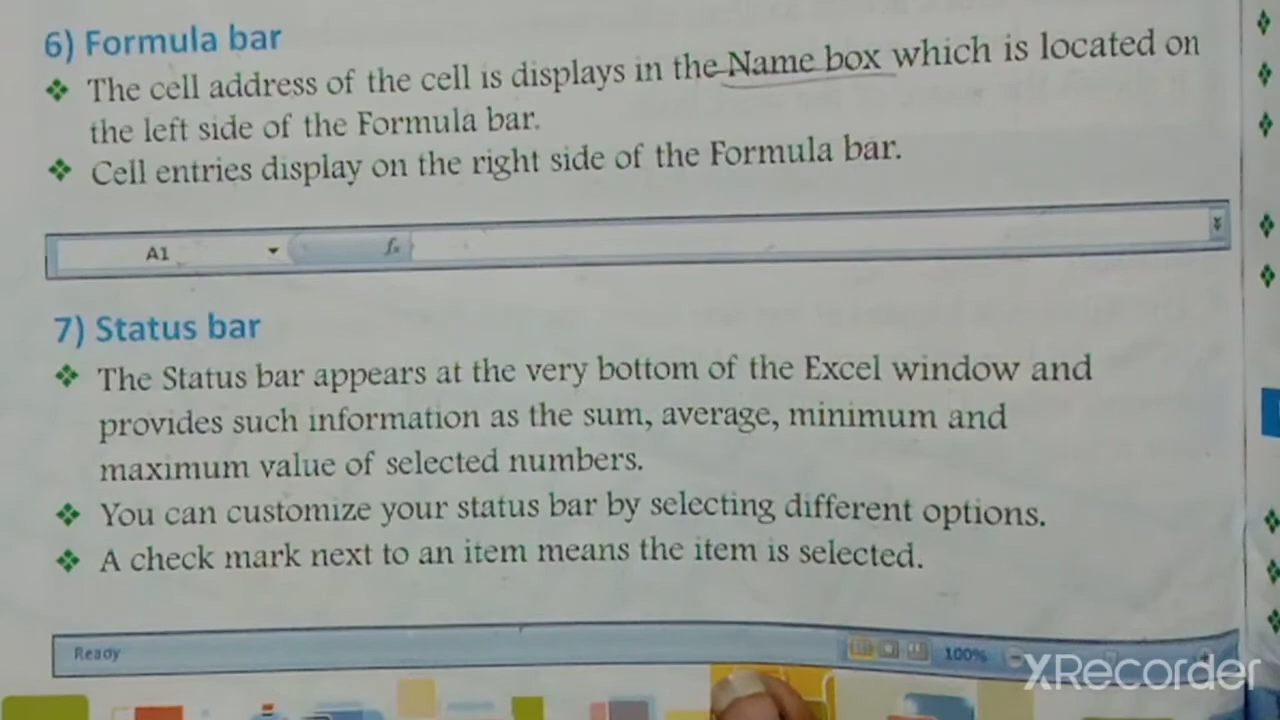 6) Formula bar
❖ The cell address of the cell is displays in the Name box which is located on
the left side of the Formula bar.
❖ Cell entries display on the right side of the Formula bar.
A1 fx
7) Status bar
❖ The Status bar appears at the very bottom of the Excel window and
provides such information as the sum, average, minimum and
maximum value of selected numbers.
❖ You can customize your status bar by selecting different options.
❖ A check mark next to an item means the item is selected.
Ready 100%
XRecorder